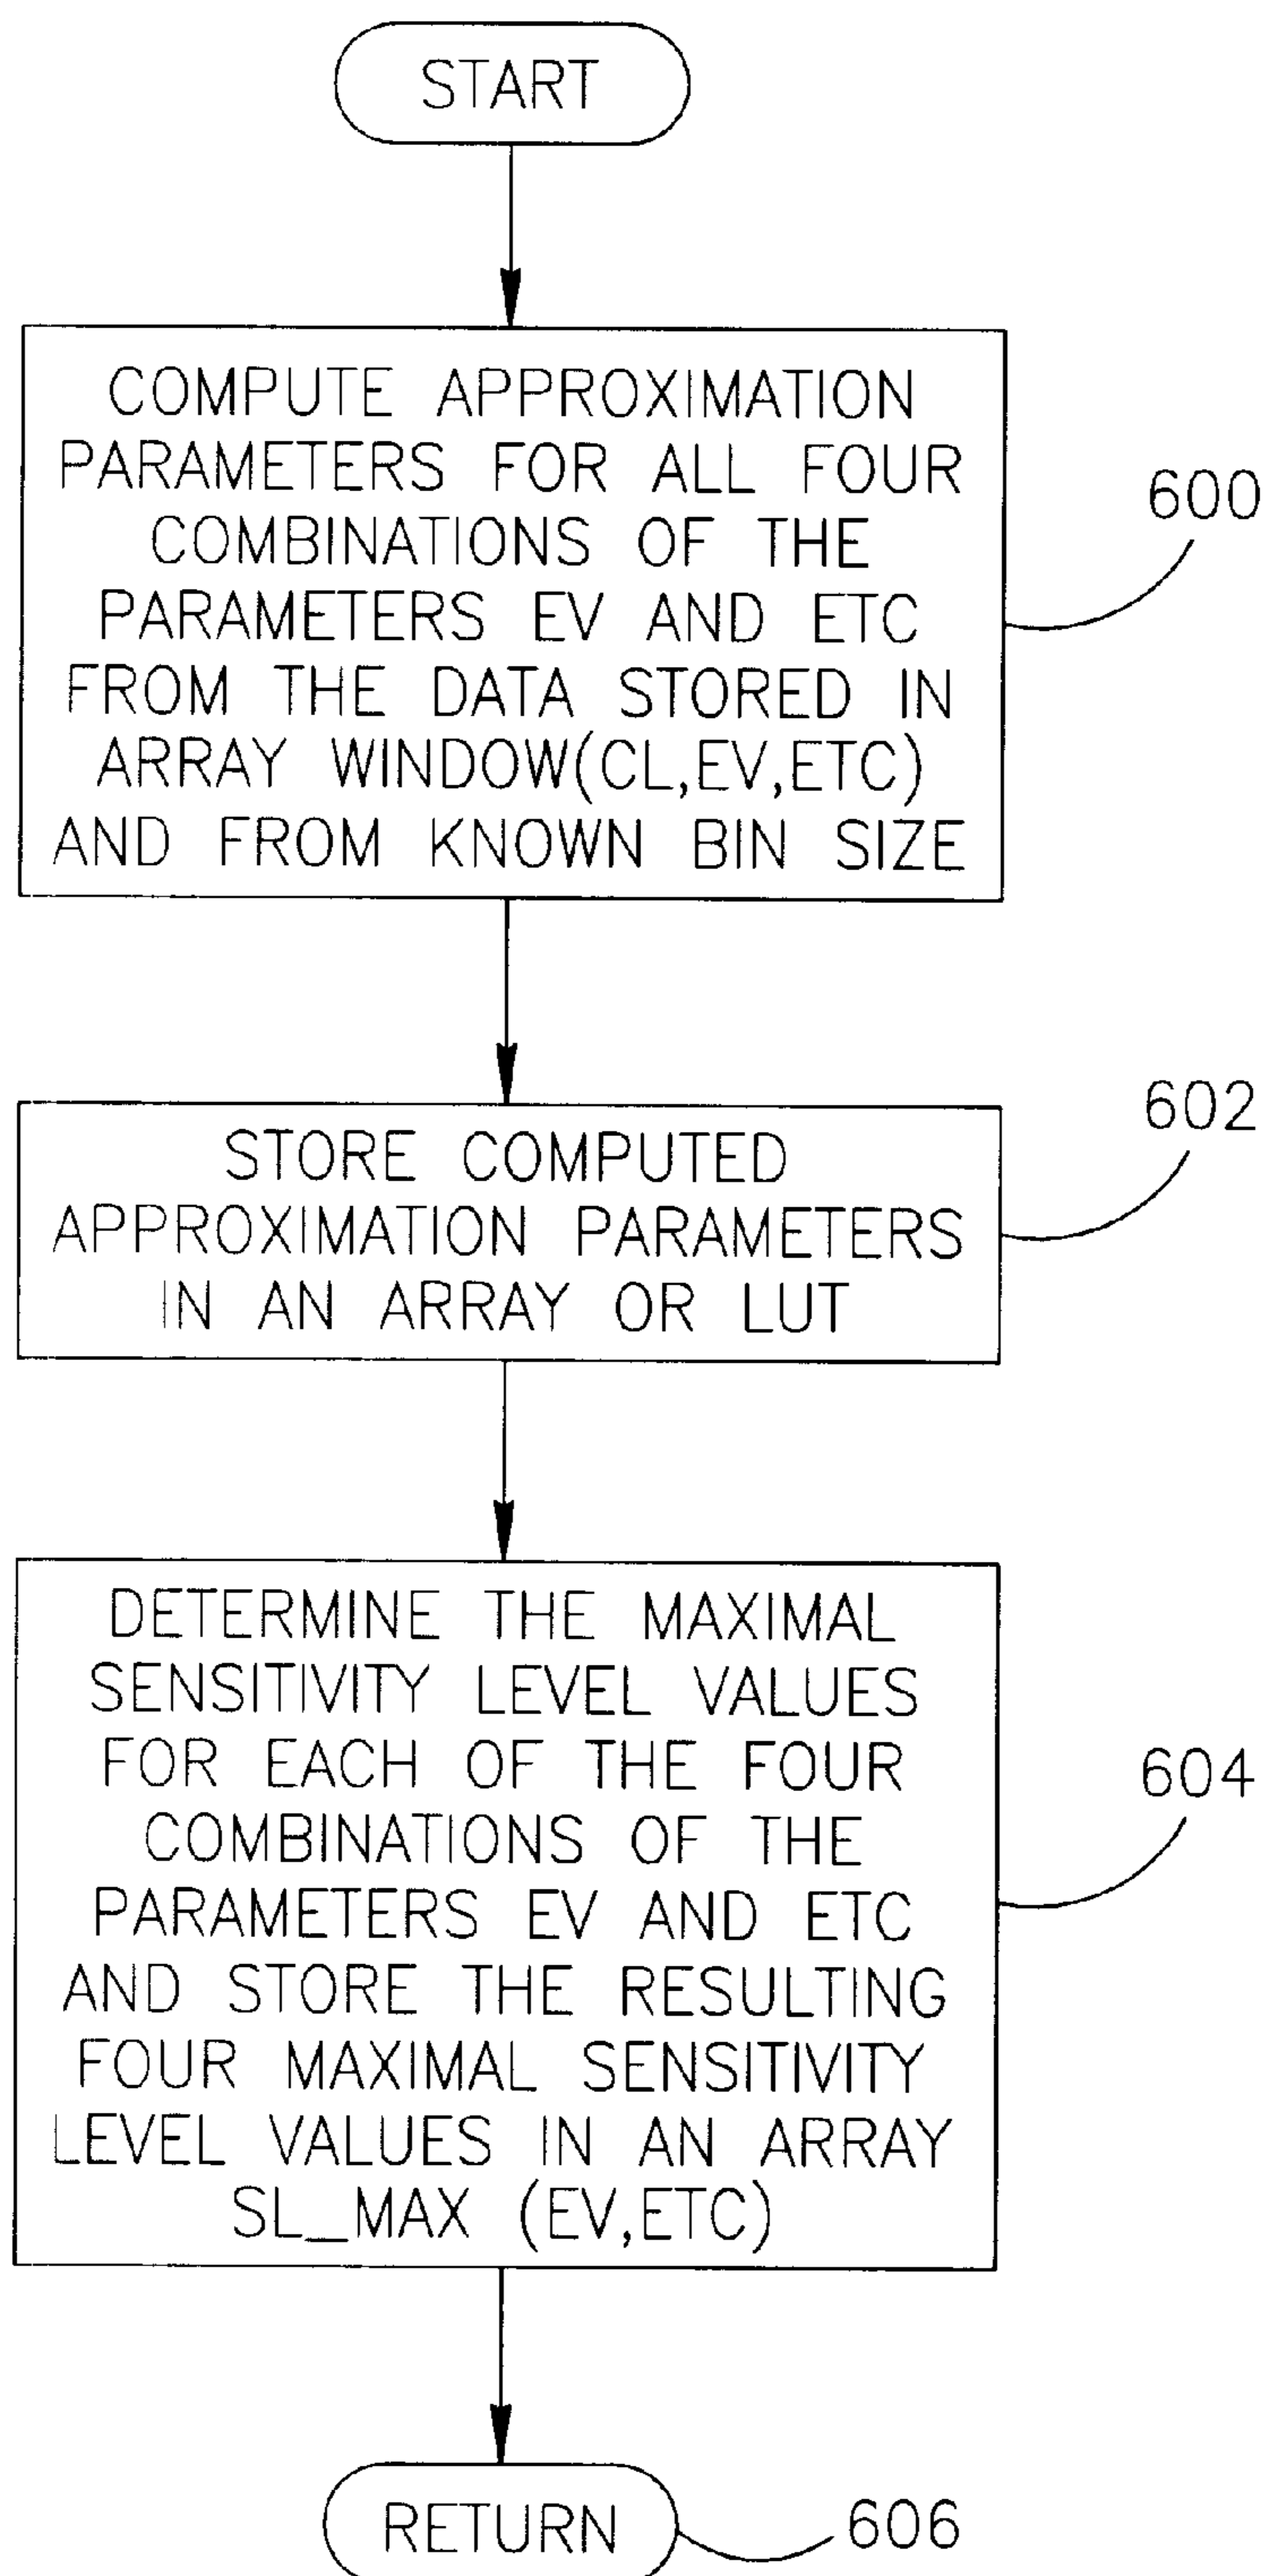 START
COMPUTE APPROXIMATION
PARAMETERS FOR ALL FOUR
COMBINATIONS OF THE
PARAMETERS EV AND ETC
FROM THE DATA STORED IN
ARRAY WINDOW(CL,EV,ETC)
AND FROM KNOWN BIN SIZE
600
STORE COMPUTED
APPROXIMATION PARAMETERS
IN AN ARRAY OR LUT
602
DETERMINE THE MAXIMAL
SENSITIVITY LEVEL VALUES
FOR EACH OF THE FOUR
COMBINATIONS OF THE
PARAMETERS EV AND ETC
AND STORE THE RESULTING
FOUR MAXIMAL SENSITIVITY
LEVEL VALUES IN AN ARRAY
SL_MAX (EV,ETC)
604
RETURN
606